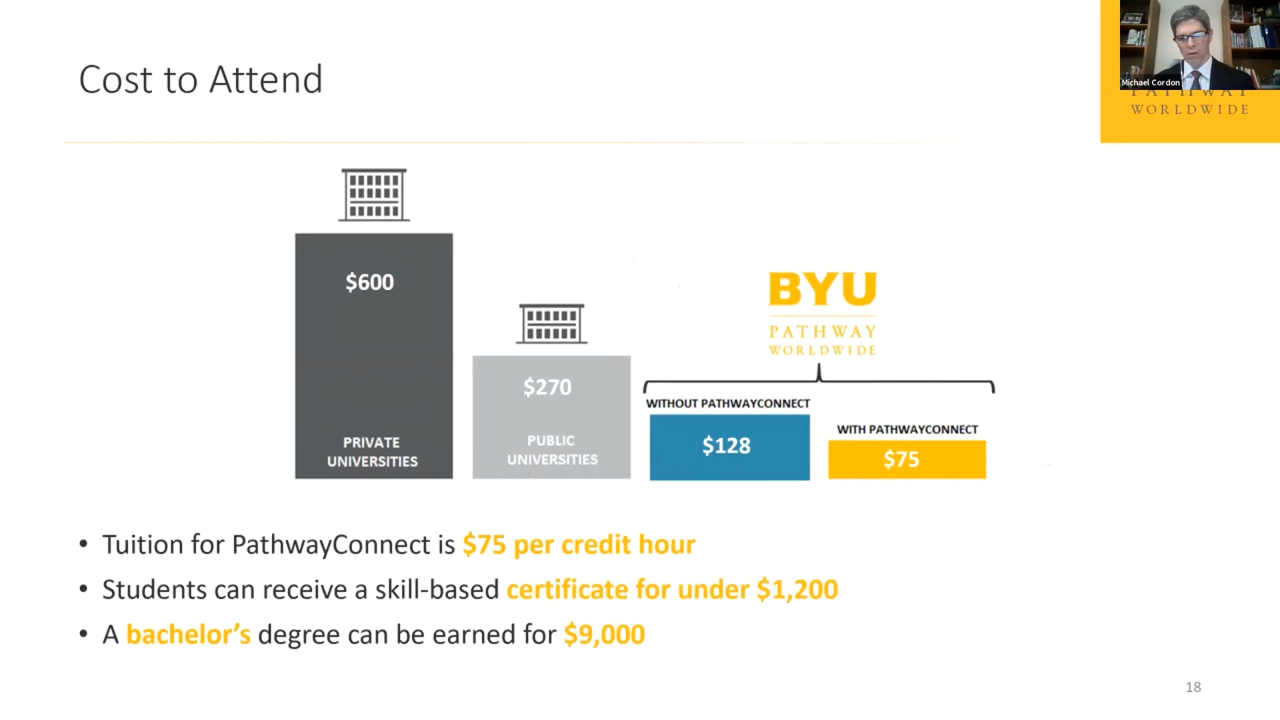 Cost to Attend
Michael Cordon
PATHWAY
WORLDWIDE
$600
PRIVATE
UNIVERSITIES
$270
PUBLIC
UNIVERSITIES
BYU
PATHWAY
WORLDWIDE
WITHOUT PATHWAYCONNECT
$128
WITH PATHWAYCONNECT
$75
• Tuition for PathwayConnect is $75 per credit hour
• Students can receive a skill-based certificate for under $1,200
• A bachelor's degree can be earned for $9,000
18